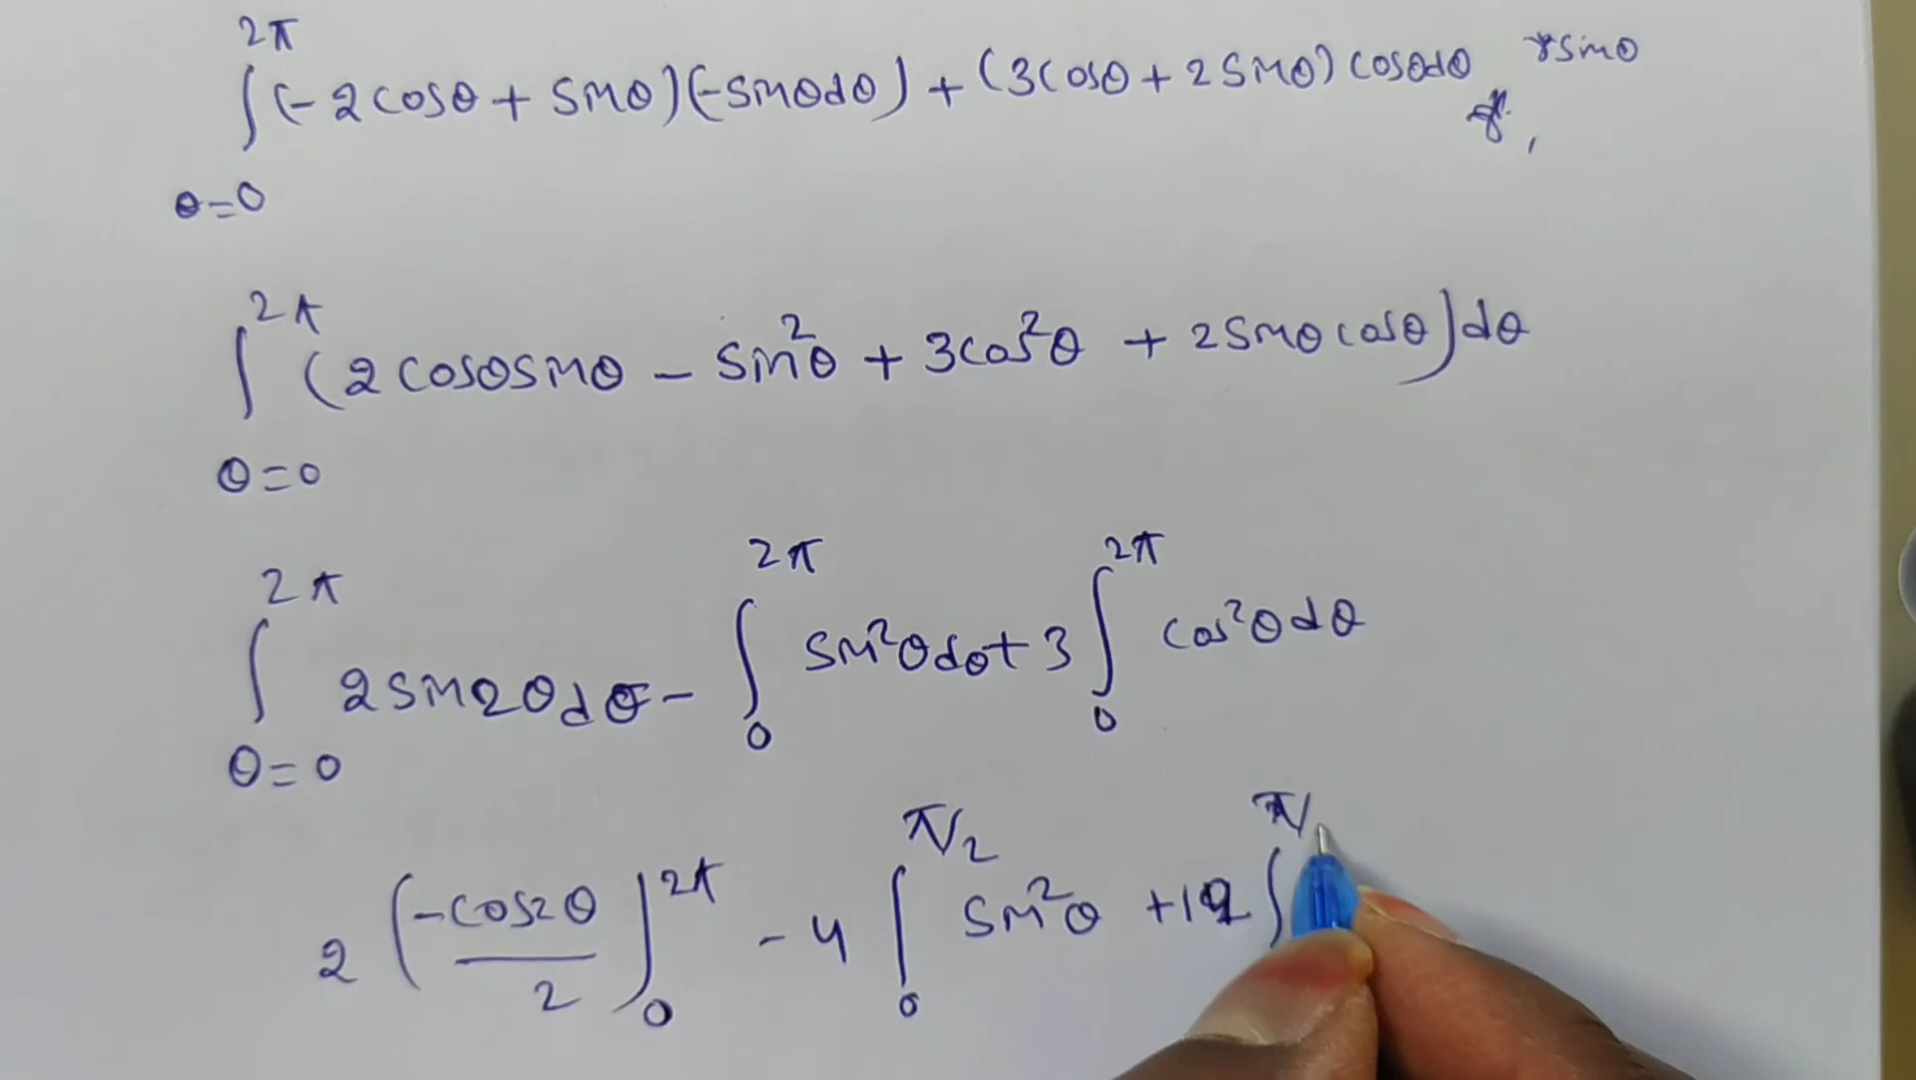 2π
∫ (-2cosθ + sinθ)(-sinθdθ) + (3cosθ + 2sinθ) cosθdθ rsinθ
θ=0
2π
∫ (2cosθsinθ - sin²θ + 3cos²θ + 2sinθcosθ)dθ
θ=0
2π 2π 2π
∫ 2sin2θdθ - ∫ sin²θdθ + 3 ∫ cos²θdθ
θ=0 0 0
π/2 π/
2 (-cos2θ/2)₀^2π - 4 ∫ sin²θ + 12 ∫
0